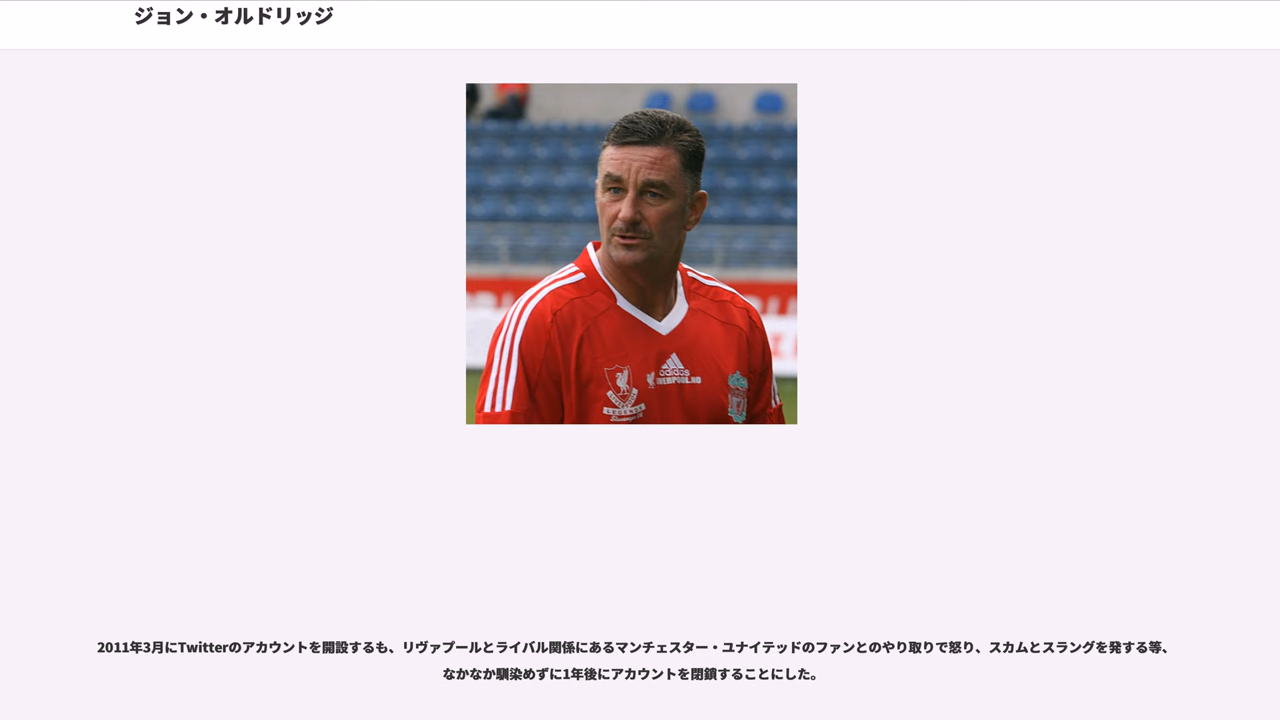 ジョン・オルドリッジ
adidas
LEGENDS
2011年3月にTwitterのアカウントを開設するも、リヴァプールとライバル関係にあるマンチェスター・ユナイテッドのファンとのやり取りで怒り、スカムとスラングを発する等、
なかなか馴染めずに1年後にアカウントを閉鎖することにした。